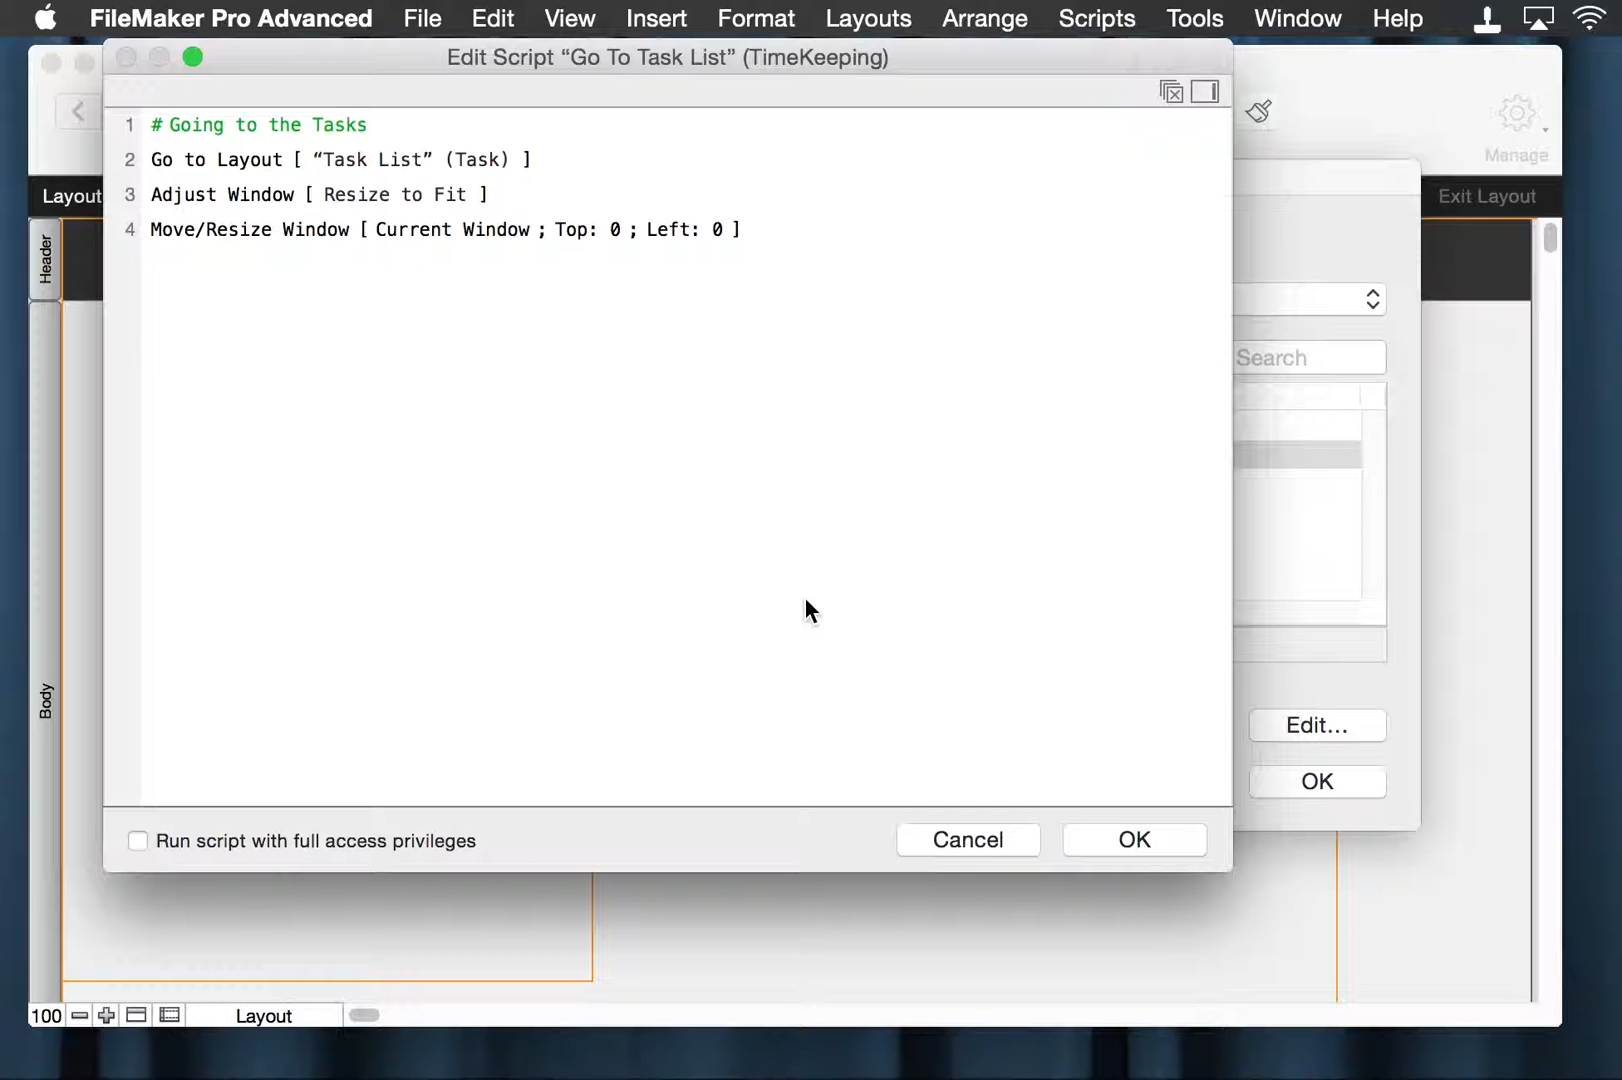 FileMaker Pro Advanced File Edit View Insert Format Layouts Arrange Scripts Tools Window Help
Edit Script “Go To Task List” (TimeKeeping)
1 # Going to the Tasks
2 Go to Layout [ “Task List” (Task) ]
3 Adjust Window [ Resize to Fit ]
4 Move/Resize Window [ Current Window ; Top: 0 ; Left: 0 ]
Manage
Layout
Exit Layout
Header
Search
Body
Edit...
OK
Run script with full access privileges
Cancel
OK
100
Layout